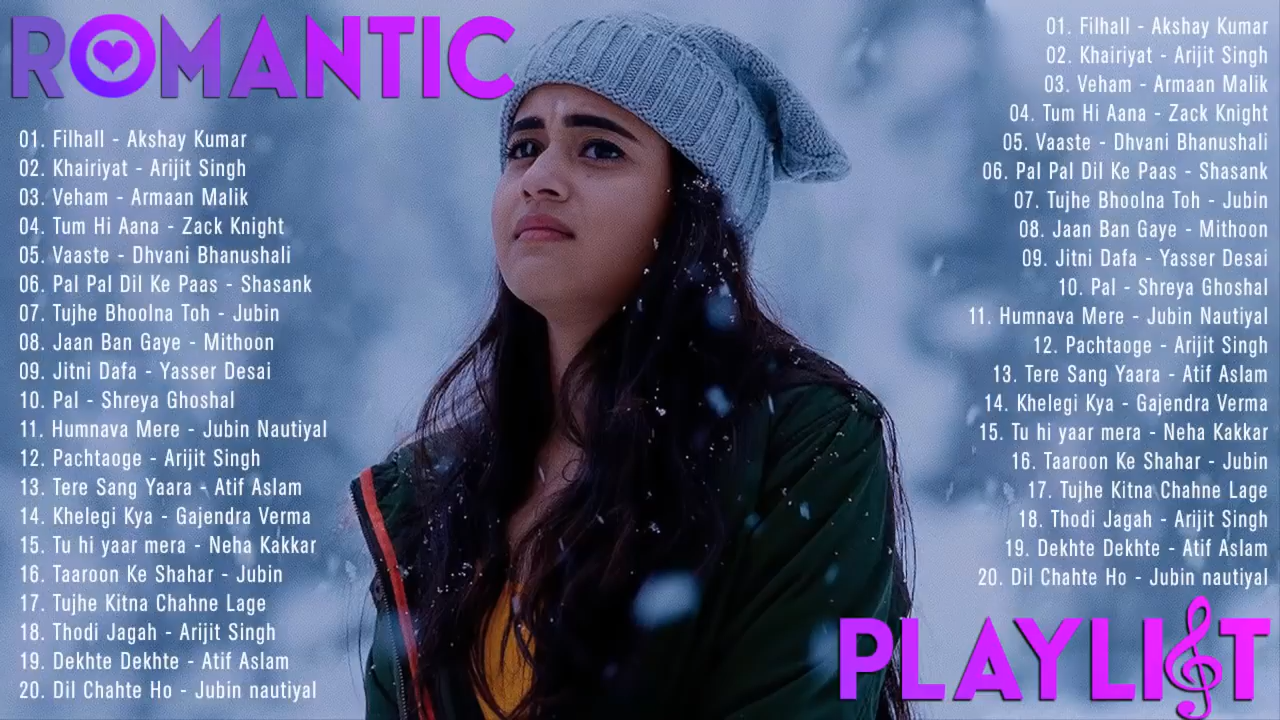 ROMANTIC
01. Filhall - Akshay Kumar
02. Khairiyat - Arijit Singh
03. Veham - Armaan Malik
04. Tum Hi Aana - Zack Knight
05. Vaaste - Dhvani Bhanushali
06. Pal Pal Dil Ke Paas - Shasank
07. Tujhe Bhoolna Toh - Jubin
08. Jaan Ban Gaye - Mithoon
09. Jitni Dafa - Yasser Desai
10. Pal - Shreya Ghoshal
11. Humnava Mere - Jubin Nautiyal
12. Pachtaoge - Arijit Singh
13. Tere Sang Yaara - Atif Aslam
14. Khelegi Kya - Gajendra Verma
15. Tu hi yaar mera - Neha Kakkar
16. Taaroon Ke Shahar - Jubin
17. Tujhe Kitna Chahne Lage
18. Thodi Jagah - Arijit Singh
19. Dekhte Dekhte - Atif Aslam
20. Dil Chahte Ho - Jubin nautiyal
01. Filhall - Akshay Kumar
02. Khairiyat - Arijit Singh
03. Veham - Armaan Malik
04. Tum Hi Aana - Zack Knight
05. Vaaste - Dhvani Bhanushali
06. Pal Pal Dil Ke Paas - Shasank
07. Tujhe Bhoolna Toh - Jubin
08. Jaan Ban Gaye - Mithoon
09. Jitni Dafa - Yasser Desai
10. Pal - Shreya Ghoshal
11. Humnava Mere - Jubin Nautiyal
12. Pachtaoge - Arijit Singh
13. Tere Sang Yaara - Atif Aslam
14. Khelegi Kya - Gajendra Verma
15. Tu hi yaar mera - Neha Kakkar
16. Taaroon Ke Shahar - Jubin
17. Tujhe Kitna Chahne Lage
18. Thodi Jagah - Arijit Singh
19. Dekhte Dekhte - Atif Aslam
20. Dil Chahte Ho - Jubin nautiyal
PLAYLIST